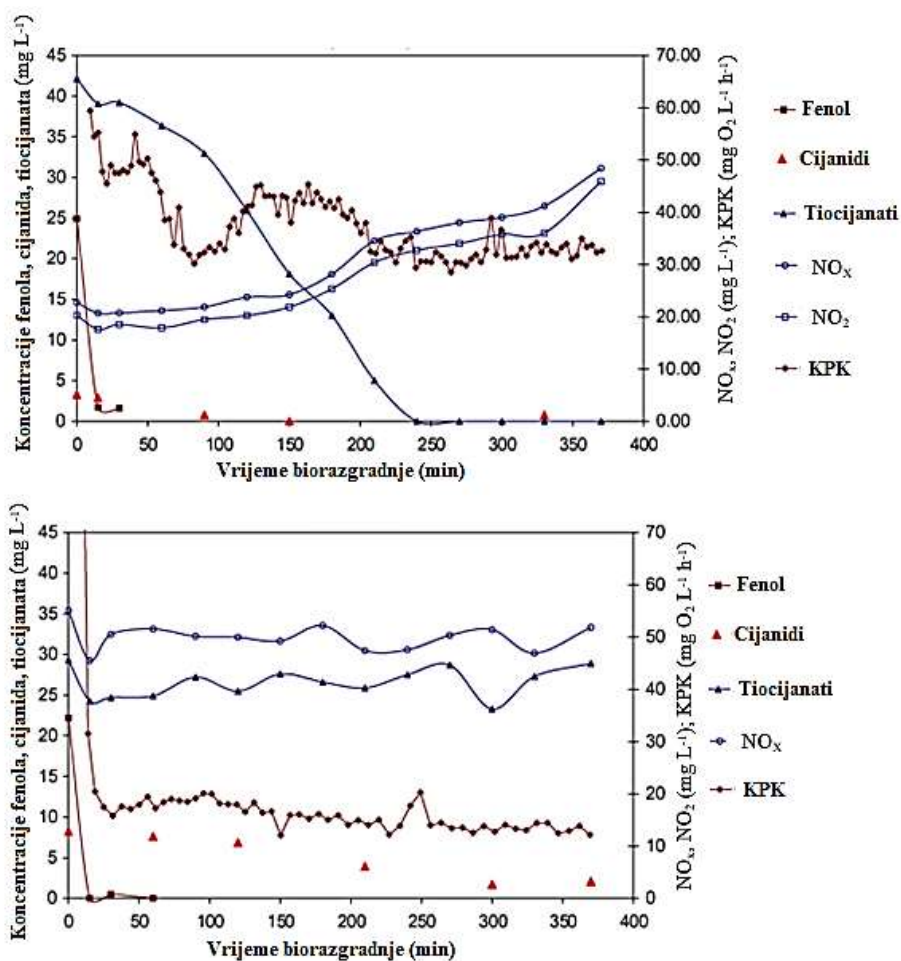 45
40
35
30
25
20
15
10
5
0
Koncentracije fenola, cijanida, tiocijanata (mg L-1)
0 50 100 150 200 250 300 350 400
Vrijeme biorazgradnje (min)
70.00
60.00
50.00
40.00
30.00
20.00
10.00
0.00
NOx, NO2 (mg L-1); KPK (mg O2 L-1 h-1)
Fenol
Cijanidi
Tiocijanati
NOX
NO2
KPK
45
40
35
30
25
20
15
10
5
0
Koncentracije fenola, cijanida, tiocijanata (mg L-1)
0 50 100 150 200 250 300 350 400
Vrijeme biorazgradnje (min)
70
60
50
40
30
20
10
0
NOx, NO2 (mg L-1); KPK (mg O2 L-1 h-1)
Fenol
Cijanidi
Tiocijanati
NOX
KPK